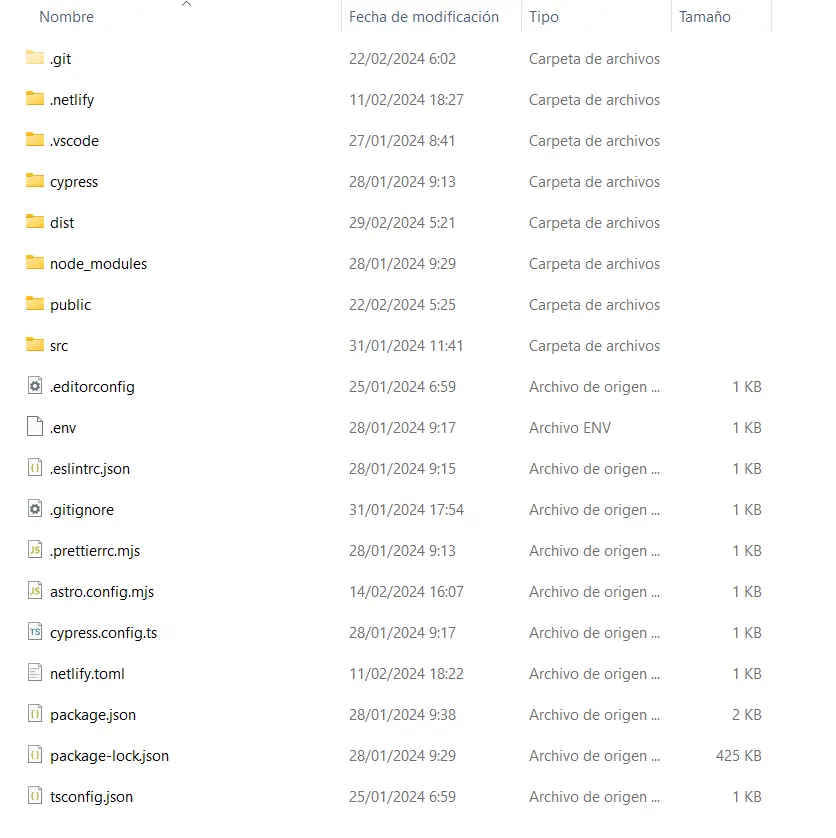 Nombre Fecha de modificación Tipo Tamaño
.git 22/02/2024 6:02 Carpeta de archivos
.netlify 11/02/2024 18:27 Carpeta de archivos
.vscode 27/01/2024 8:41 Carpeta de archivos
cypress 28/01/2024 9:13 Carpeta de archivos
dist 29/02/2024 5:21 Carpeta de archivos
node_modules 28/01/2024 9:29 Carpeta de archivos
public 22/02/2024 5:25 Carpeta de archivos
src 31/01/2024 11:41 Carpeta de archivos
.editorconfig 25/01/2024 6:59 Archivo de origen ... 1 KB
.env 28/01/2024 9:17 Archivo ENV 1 KB
.eslintrc.json 28/01/2024 9:15 Archivo de origen ... 1 KB
.gitignore 31/01/2024 17:54 Archivo de origen ... 1 KB
JS .prettierrc.mjs 28/01/2024 9:13 Archivo de origen ... 1 KB
JS astro.config.mjs 14/02/2024 16:07 Archivo de origen ... 1 KB
TS cypress.config.ts 28/01/2024 9:17 Archivo de origen ... 1 KB
netlify.toml 11/02/2024 18:22 Archivo de origen ... 1 KB
package.json 28/01/2024 9:38 Archivo de origen ... 2 KB
package-lock.json 28/01/2024 9:29 Archivo de origen ... 425 KB
tsconfig.json 25/01/2024 6:59 Archivo de origen ... 1 KB